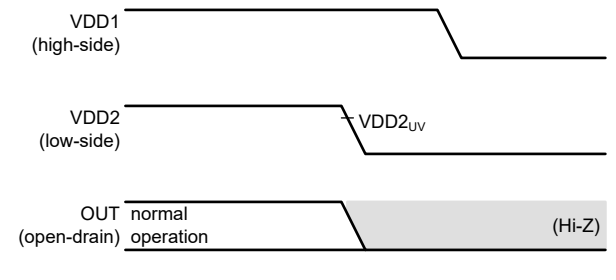 VDD1
(high-side)
VDD2
(low-side)
VDD2UV
OUT
(open-drain)
normal
operation
(Hi-Z)